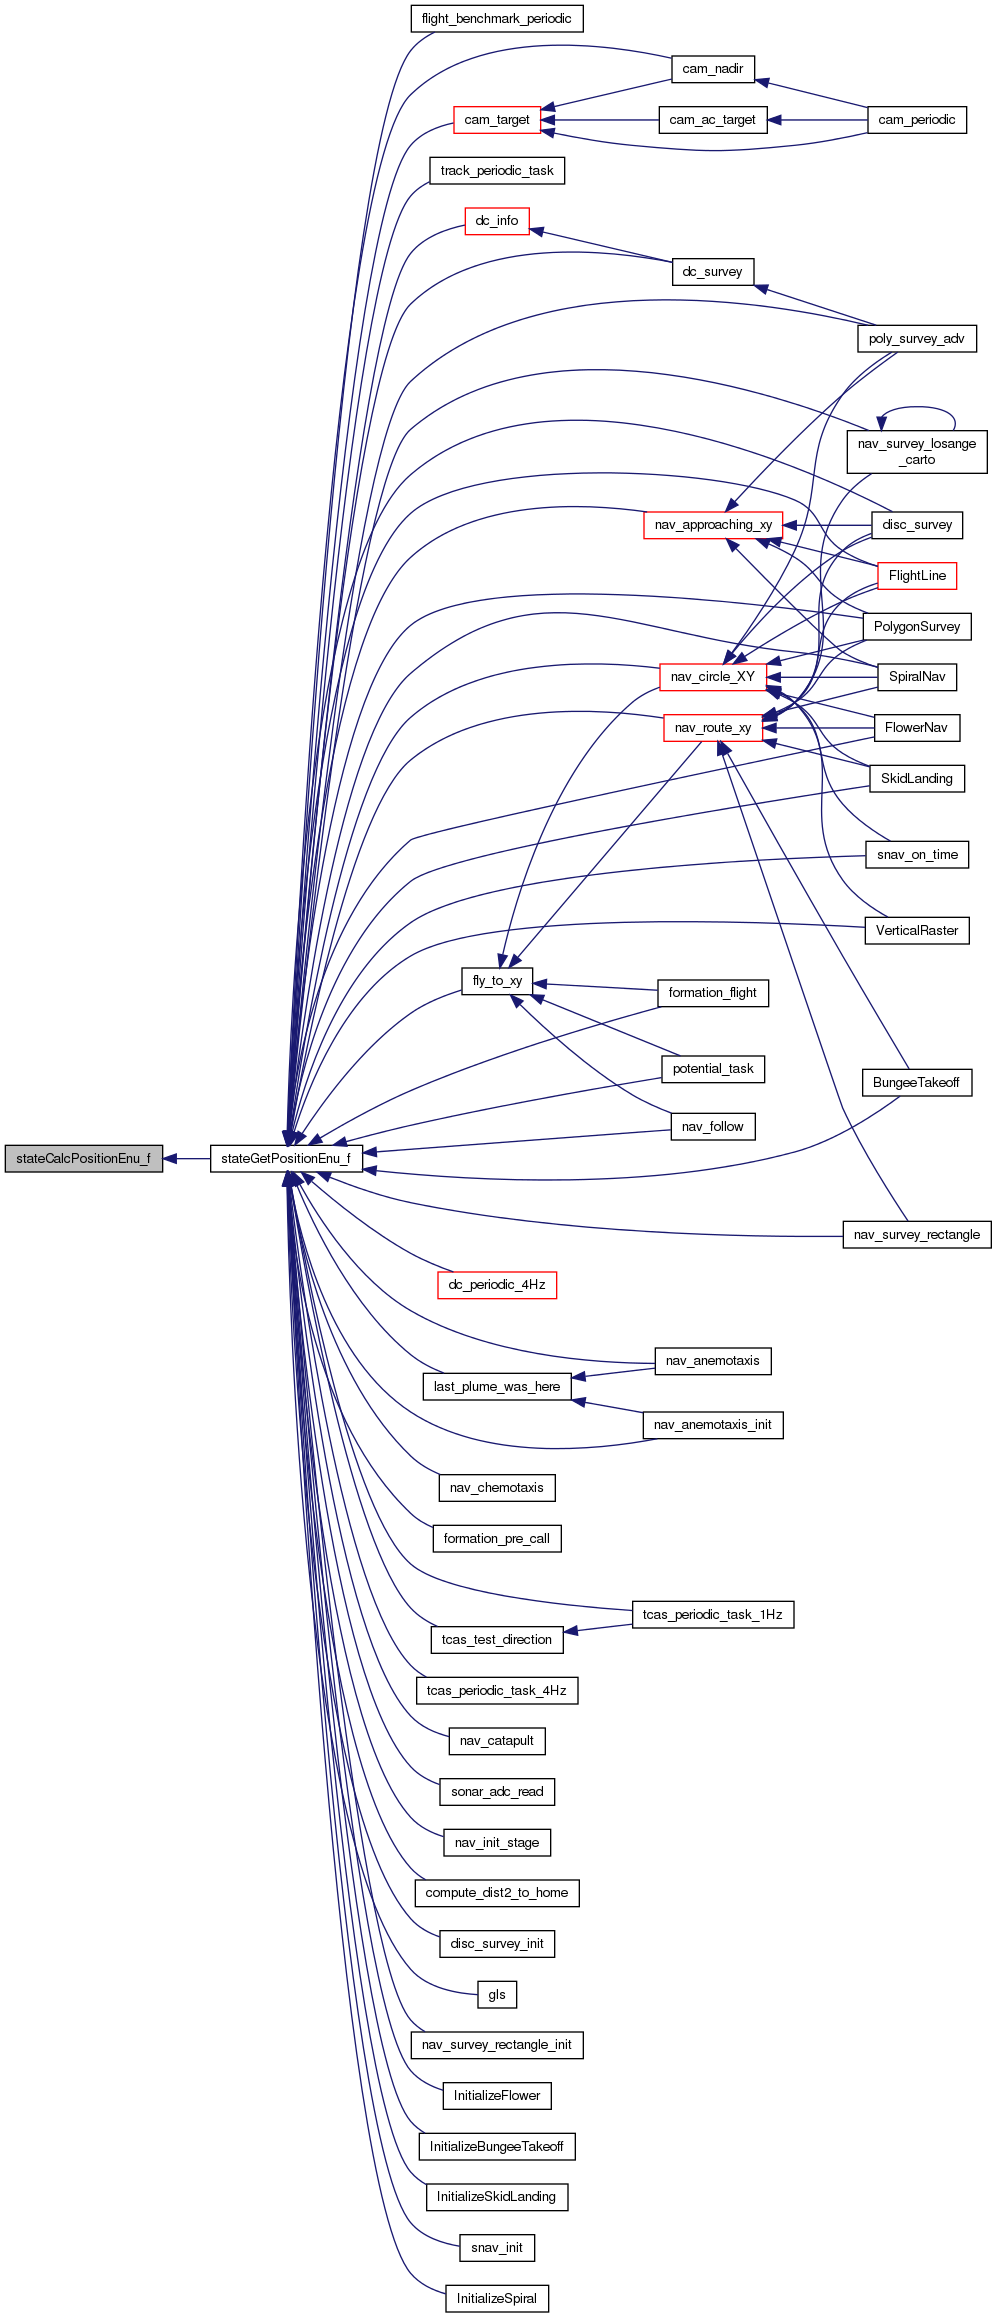 flight_benchmark_periodic
cam_nadir
cam_target
cam_ac_target
cam_periodic
track_periodic_task
dc_info
dc_survey
poly_survey_adv
nav_survey_losange
_carto
nav_approaching_xy
disc_survey
FlightLine
PolygonSurvey
nav_circle_XY
SpiralNav
nav_route_xy
FlowerNav
SkidLanding
snav_on_time
VerticalRaster
fly_to_xy
formation_flight
potential_task
BungeeTakeoff
nav_follow
stateCalcPositionEnu_f
stateGetPositionEnu_f
nav_survey_rectangle
dc_periodic_4Hz
nav_anemotaxis
last_plume_was_here
nav_anemotaxis_init
nav_chemotaxis
formation_pre_call
tcas_periodic_task_1Hz
tcas_test_direction
tcas_periodic_task_4Hz
nav_catapult
sonar_adc_read
nav_init_stage
compute_dist2_to_home
disc_survey_init
gls
nav_survey_rectangle_init
InitializeFlower
InitializeBungeeTakeoff
InitializeSkidLanding
snav_init
InitializeSpiral